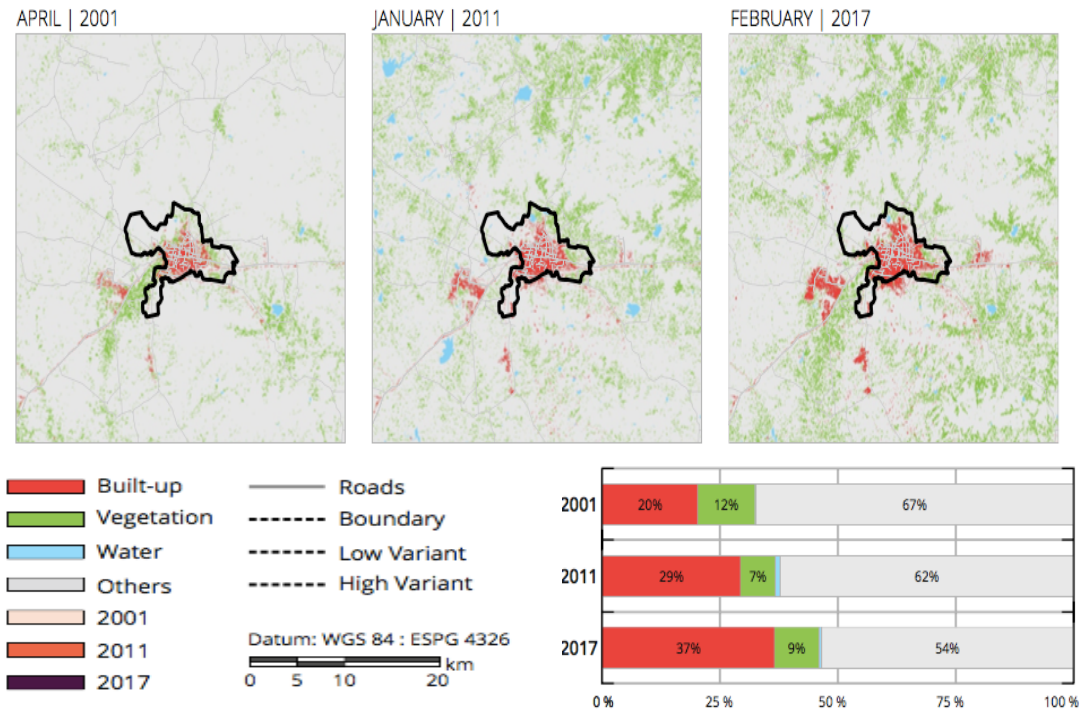 APRIL | 2001
JANUARY | 2011
FEBRUARY | 2017
Built-up
Vegetation
Water
Others
2001
2011
2017
Roads
Boundary
Low Variant
High Variant
Datum: WGS 84 : ESPG 4326
km
0 5 10 20
2001 20% 12% 67%
2011 29% 7% 62%
2017 37% 9% 54%
0 % 25 % 50 % 75 % 100 %